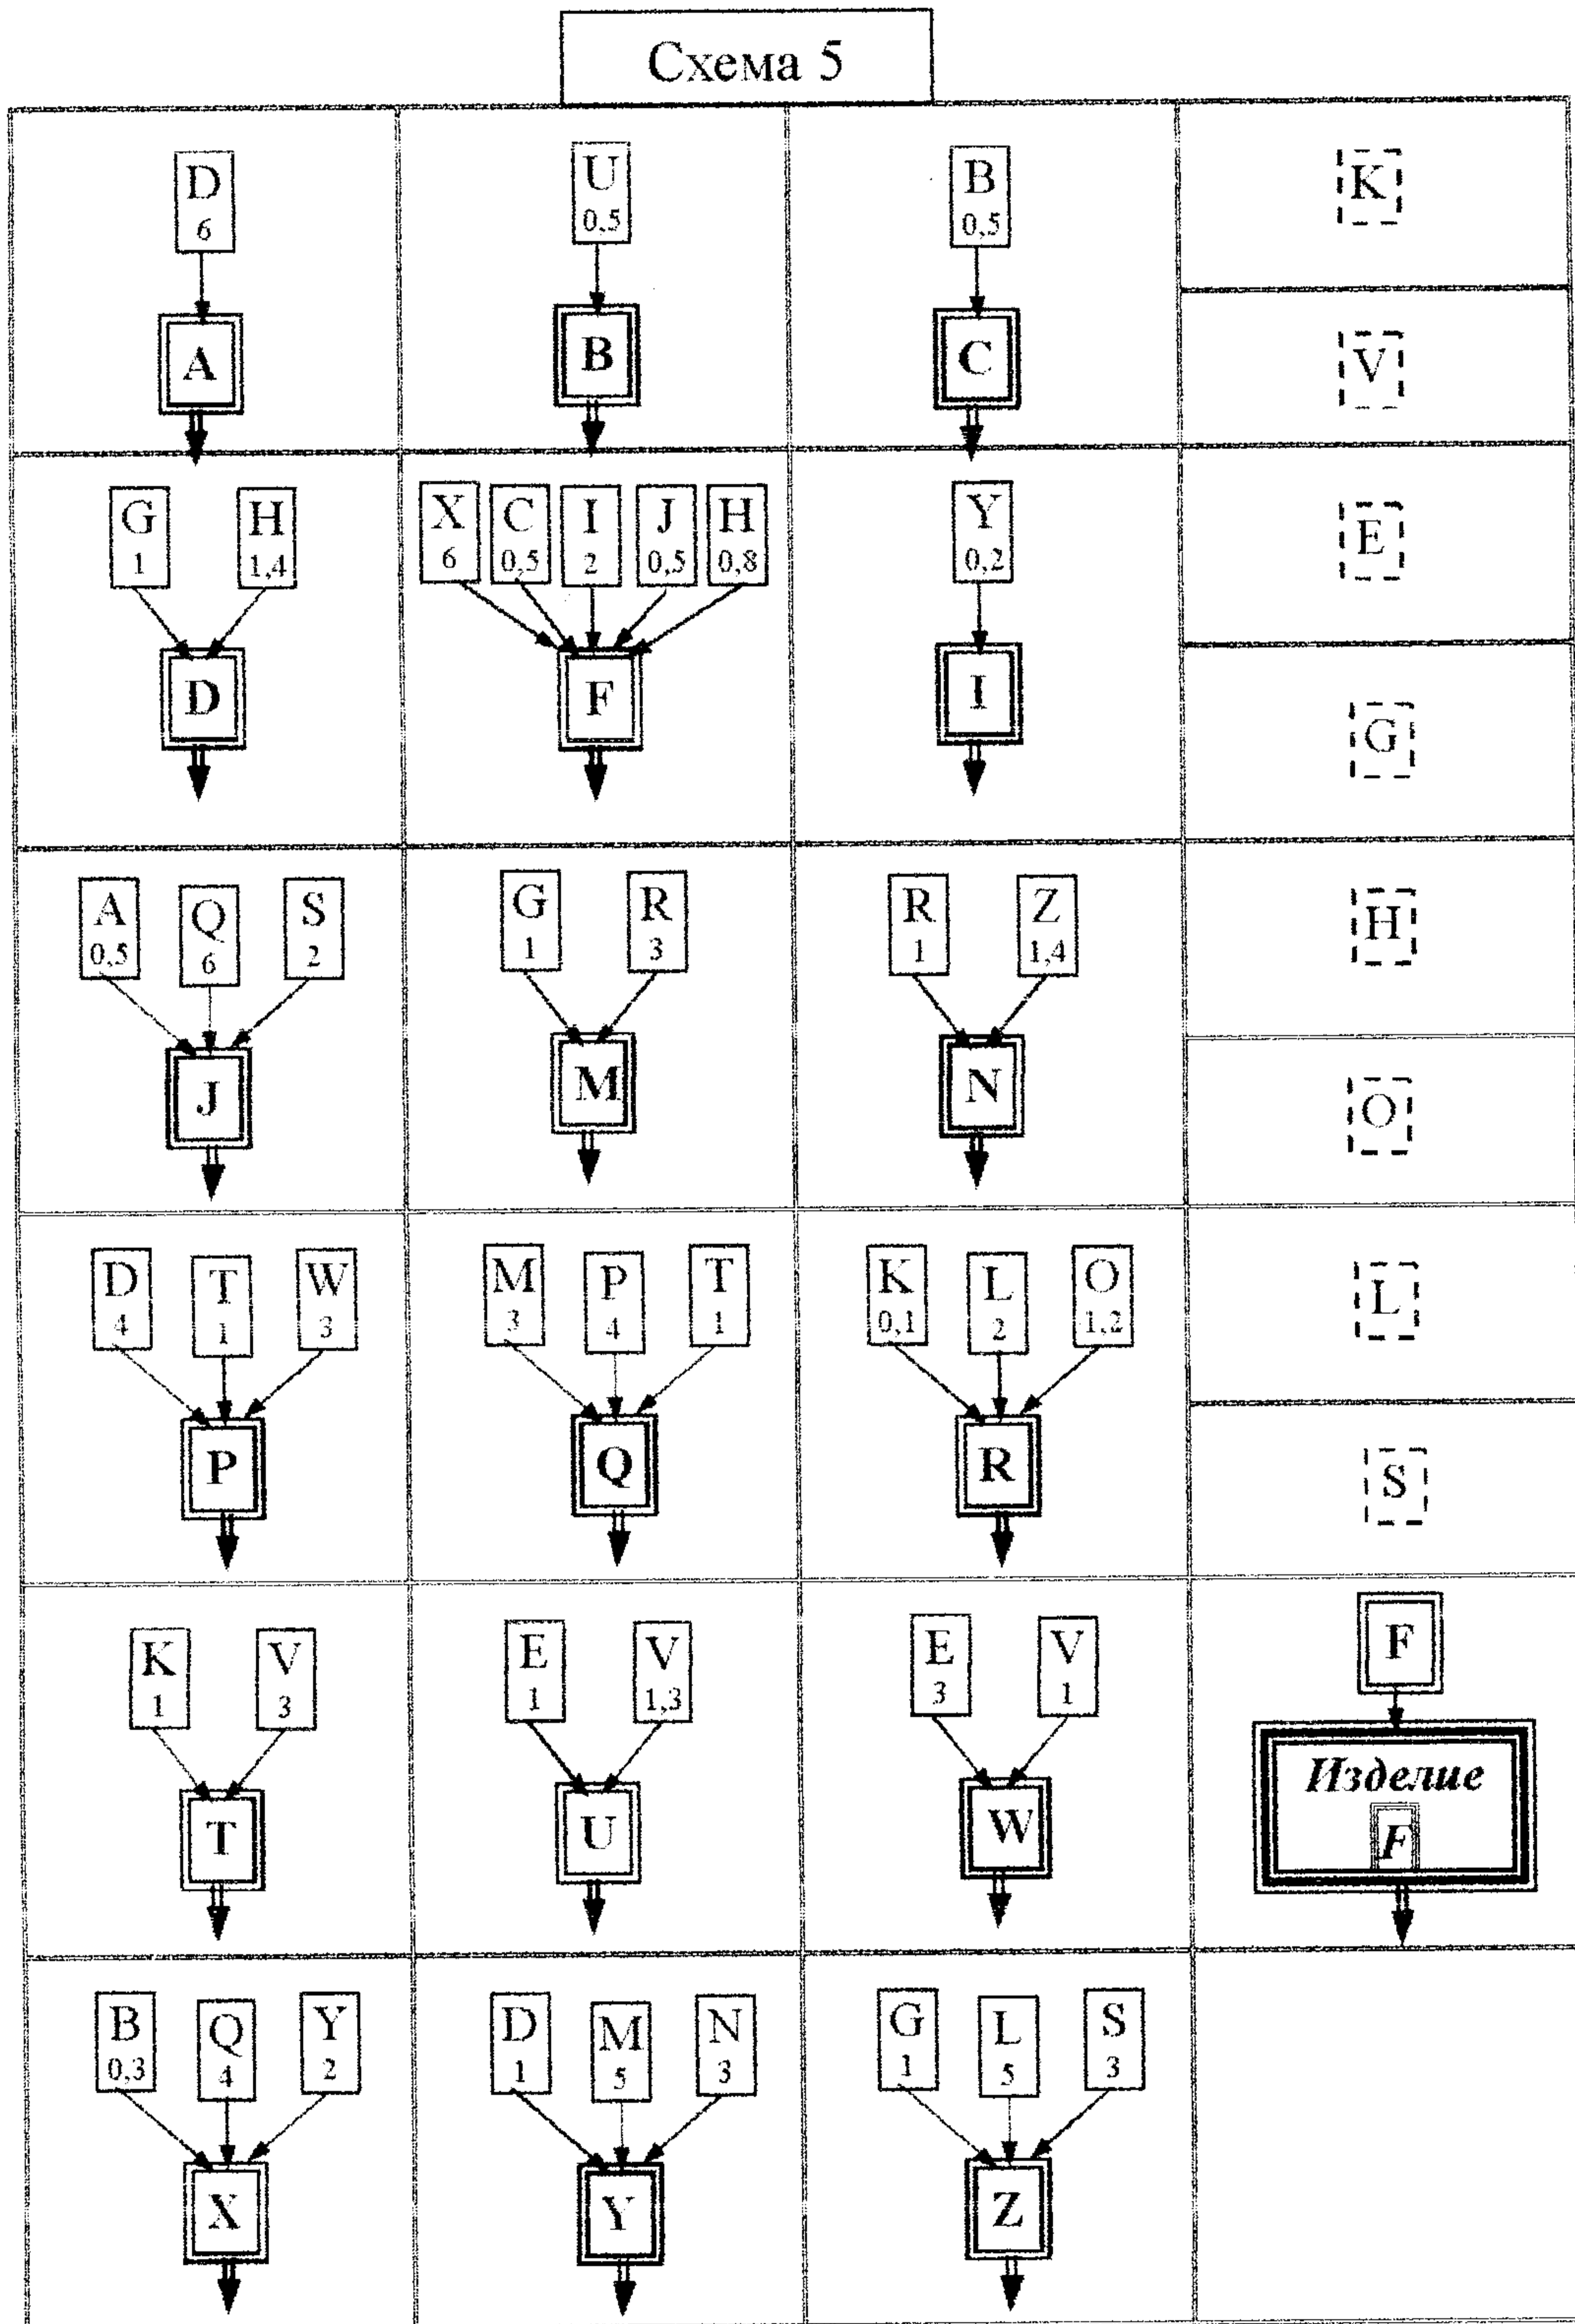 Схема 5
D
6
A
U
0,5
B
B
0,5
C
K
V
G
1
H
1,4
D
X
6
C
0,5
I
2
J
0,5
H
0,8
F
Y
0,2
I
E
G
A
0,5
Q
6
S
2
J
G
1
R
3
M
R
1
Z
1,4
N
H
O
D
4
T
1
W
3
P
M
3
P
4
T
1
Q
K
0,1
L
2
O
1,2
R
L
S
K
1
V
3
T
E
1
V
1,3
U
E
3
V
1
W
F
Изделие
F
B
0,3
Q
4
Y
2
X
D
1
M
5
N
3
Y
G
1
L
5
S
3
Z